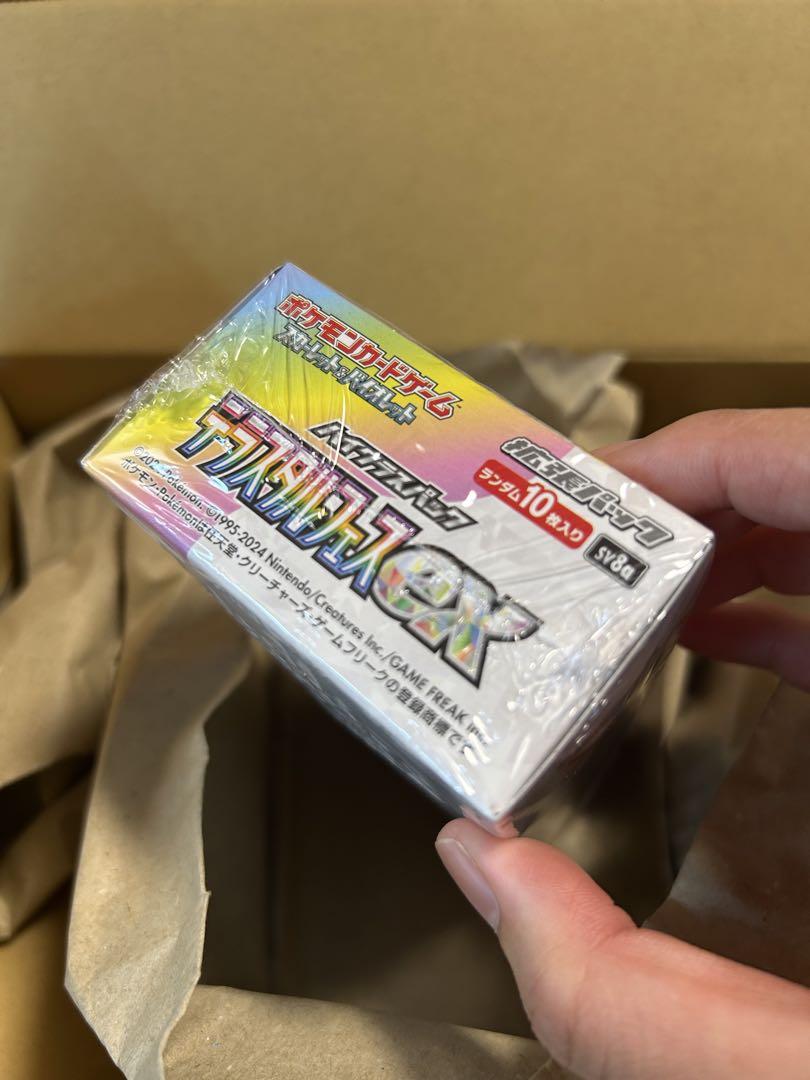 ポケモンカードゲーム
スカーレット&バイオレット
拡張パック
ハイクラスパック
ランダム10枚入り
sv8a
テラスタルフェスex
Pokémon. ©1995-2024 Nintendo/Creatures Inc./GAME FREAK inc.
ポケモン・Pokémonは任天堂・クリーチャーズ・ゲームフリークの登録商標です